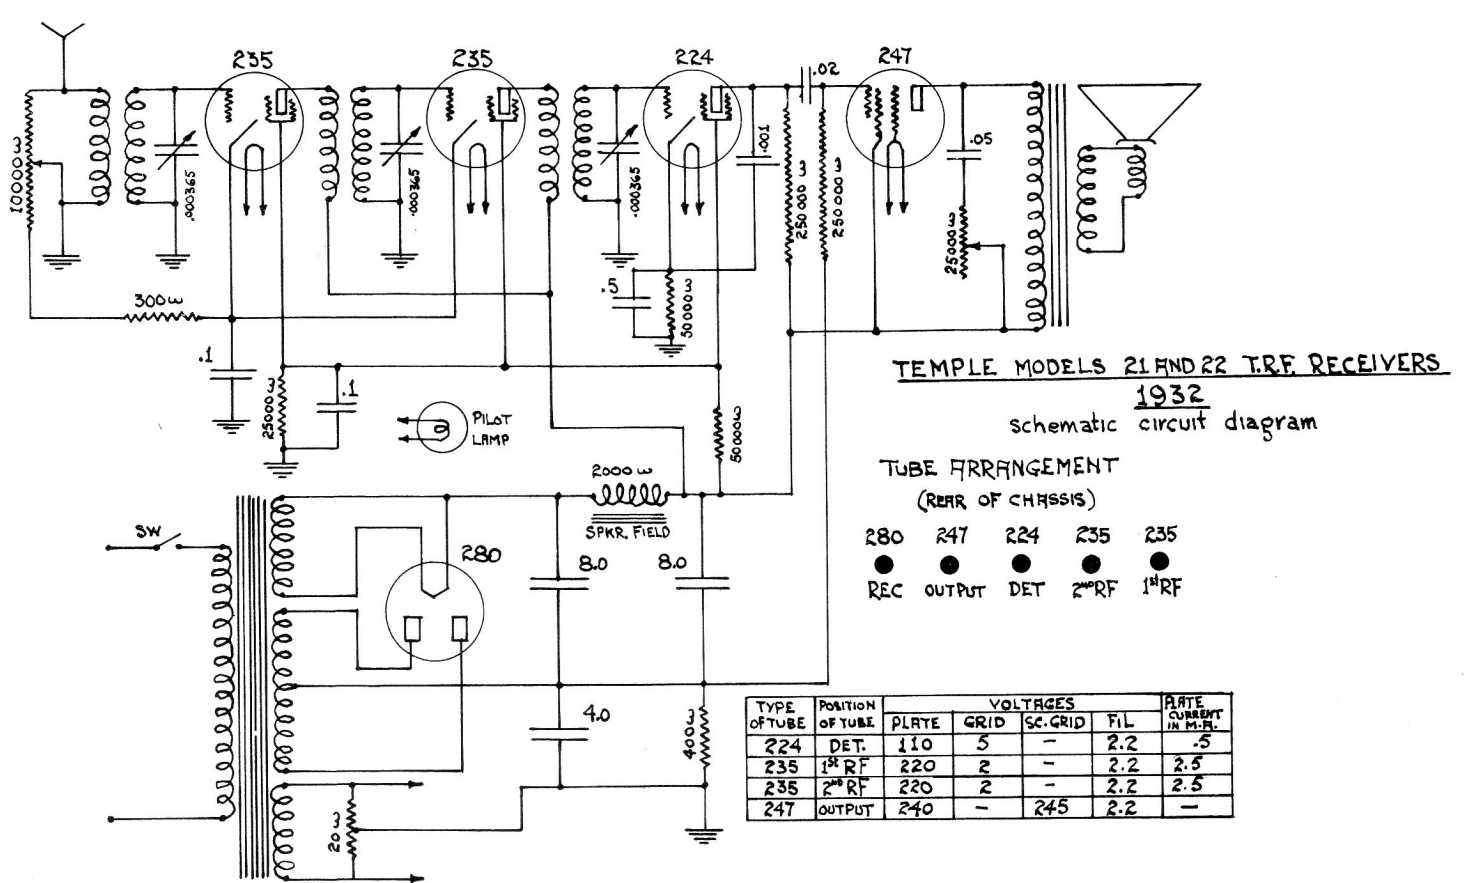 235
235
224
247
.02
10000ω
.000365
.000365
.000365
.001
250000ω
250000ω
.05
25000ω
300ω
.5
50000ω
.1
25000ω
.1
PILOT
LAMP
50000ω
2000ω
SPKR. FIELD
SW
280
8.0
8.0
4.0
400ω
20ω
TEMPLE MODELS 21 AND 22 T.R.F. RECEIVERS
1932
schematic circuit diagram
TUBE ARRANGEMENT
(REAR OF CHASSIS)
280 247 224 235 235
REC OUTPUT DET 2ND RF 1st RF
TYPE OF TUBE POSITION OF TUBE VOLTAGES PLATE CURRENT IN M.A.
PLATE GRID SC.GRID FIL
224 DET. 110 5 - 2.2 .5
235 1st RF 220 2 - 2.2 2.5
235 2ND RF 220 2 - 2.2 2.5
247 OUTPUT 240 - 245 2.2 -